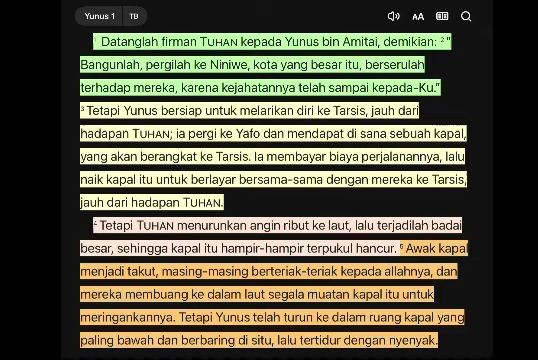 Yunus 1 TB
AA
1 Datanglah firman TUHAN kepada Yunus bin Amitai, demikian: 2 "
Bangunlah, pergilah ke Niniwe, kota yang besar itu, berserulah
terhadap mereka, karena kejahatannya telah sampai kepada-Ku."
3 Tetapi Yunus bersiap untuk melarikan diri ke Tarsis, jauh dari
hadapan TUHAN; ia pergi ke Yafo dan mendapat di sana sebuah kapal,
yang akan berangkat ke Tarsis. Ia membayar biaya perjalanannya, lalu
naik kapal itu untuk berlayar bersama-sama dengan mereka ke Tarsis,
jauh dari hadapan TUHAN.
4 Tetapi TUHAN menurunkan angin ribut ke laut, lalu terjadilah badai
besar, sehingga kapal itu hampir-hampir terpukul hancur. 5 Awak kapal
menjadi takut, masing-masing berteriak-teriak kepada allahnya, dan
mereka membuang ke dalam laut segala muatan kapal itu untuk
meringankannya. Tetapi Yunus telah turun ke dalam ruang kapal yang
paling bawah dan berbaring di situ, lalu tertidur dengan nyenyak.